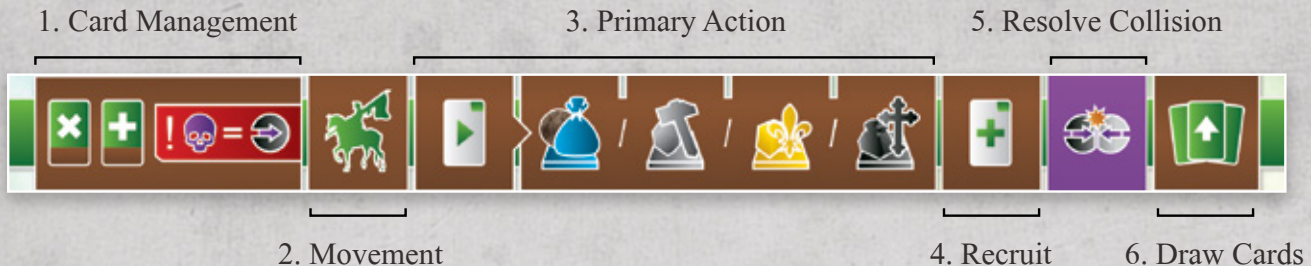 1. Card Management
3. Primary Action
5. Resolve Collision
! =
/ / /
2. Movement
4. Recruit
6. Draw Cards